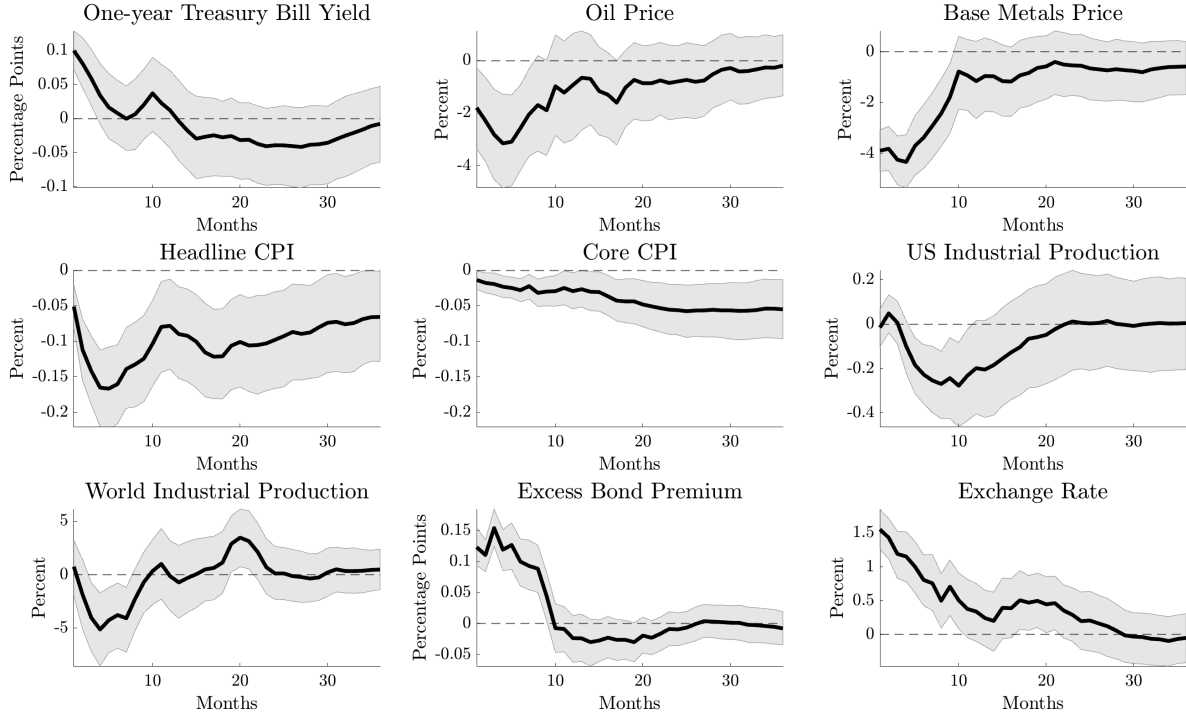 One-year Treasury Bill Yield
Percentage Points
0.1
0.05
0
-0.05
-0.1
10 20 30
Months
Oil Price
Percent
0
-2
-4
10 20 30
Months
Base Metals Price
Percent
0
-2
-4
10 20 30
Months
Headline CPI
Percent
0
-0.05
-0.1
-0.15
-0.2
10 20 30
Months
Core CPI
Percent
0
-0.05
-0.1
-0.15
-0.2
10 20 30
Months
US Industrial Production
Percent
0.2
0
-0.2
-0.4
10 20 30
Months
World Industrial Production
Percent
5
0
-5
10 20 30
Months
Excess Bond Premium
Percentage Points
0.15
0.1
0.05
0
-0.05
10 20 30
Months
Exchange Rate
Percent
1.5
1
0.5
0
10 20 30
Months